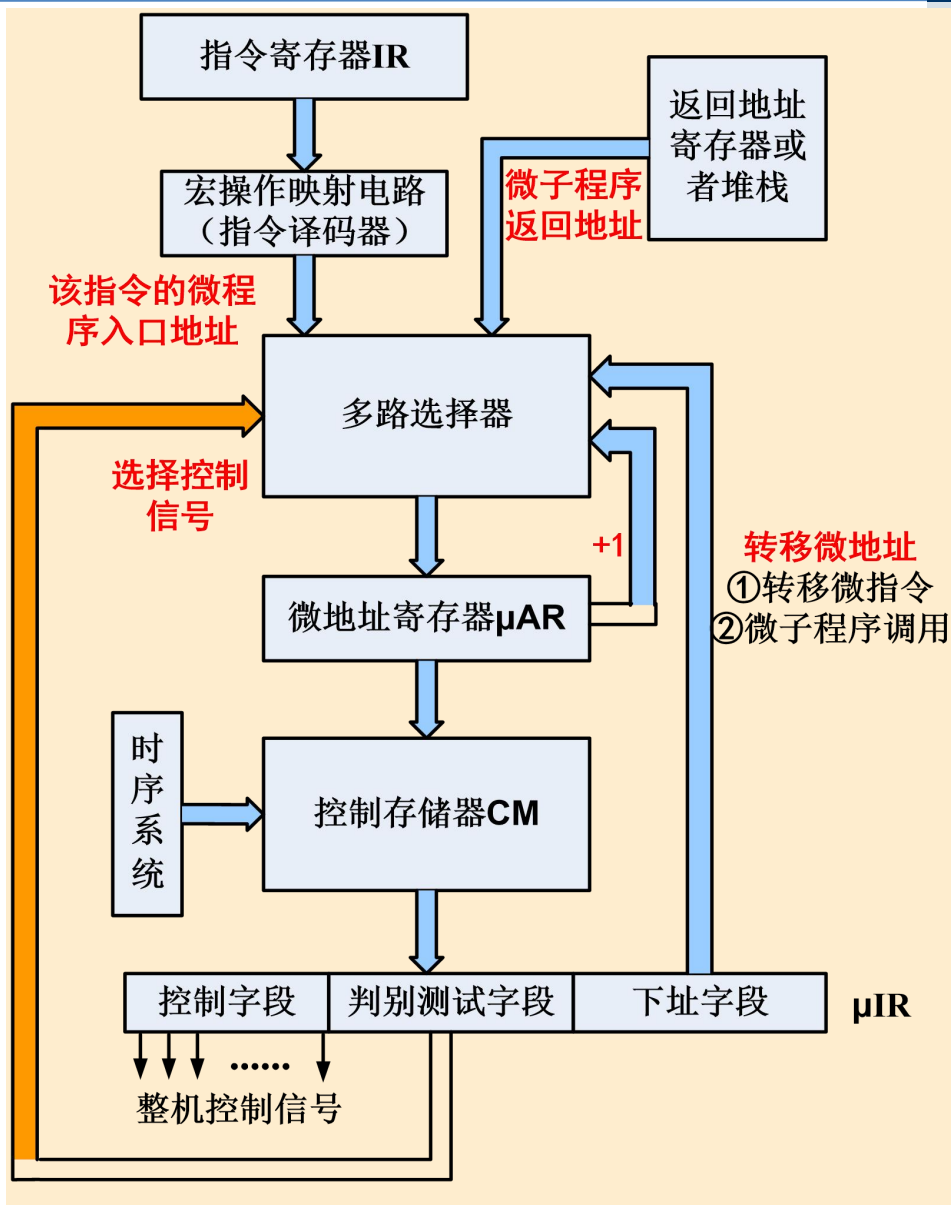 指令寄存器IR
返回地址
寄存器或
者堆栈
宏操作映射电路
（指令译码器）
微子程序
返回地址
该指令的微程
序入口地址
多路选择器
选择控制
信号
+1
转移微地址
①转移微指令
②微子程序调用
微地址寄存器μAR
时
序
系
统
控制存储器CM
控制字段
判别测试字段
下址字段
μIR
......
整机控制信号